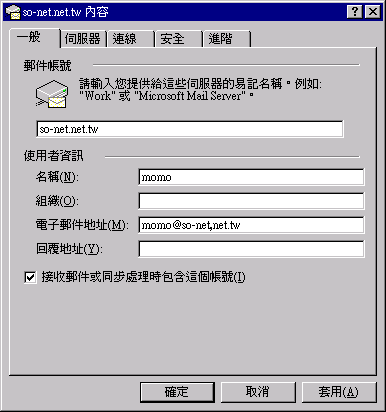 so-net.net.tw 內容
一般 伺服器 連線 安全 進階
郵件帳號
請輸入您提供給這些伺服器的易記名稱。例如:
"Work" 或 "Microsoft Mail Server"。
so-net.net.tw
使用者資訊
名稱(N): momo
組織(O):
電子郵件地址(M): momo@so-net,net.tw
回覆地址(Y):
接收郵件或同步處理時包含這個帳號(I)
確定 取消 套用(A)